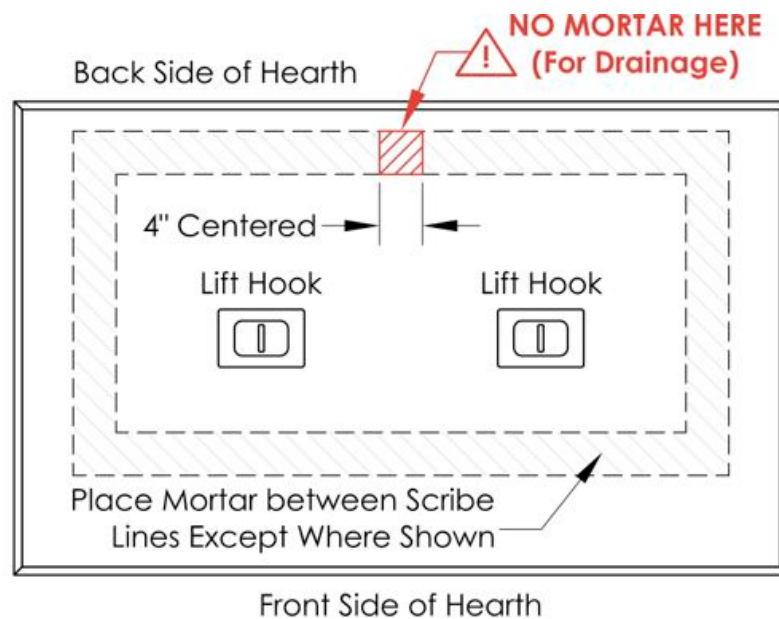 NO MORTAR HERE
(For Drainage)
!
Back Side of Hearth
4" Centered
Lift Hook
Lift Hook
Place Mortar between Scribe
Lines Except Where Shown
Front Side of Hearth